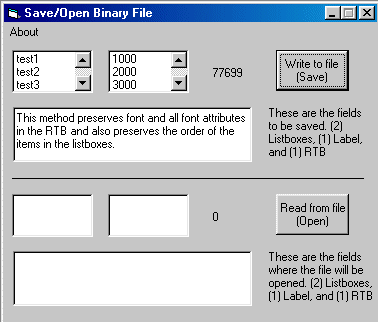 Save/Open Binary File
About
test1
test2
test3
1000
2000
3000
77699
Write to file
(Save)
This method preserves font and all font attributes
in the RTB and also preserves the order of the
items in the listboxes.
These are the fields
to be saved. (2)
Listboxes, (1) Label,
and (1) RTB
0
Read from file
(Open)
These are the fields
where the file will be
opened. (2) Listboxes,
(1) Label, and (1) RTB